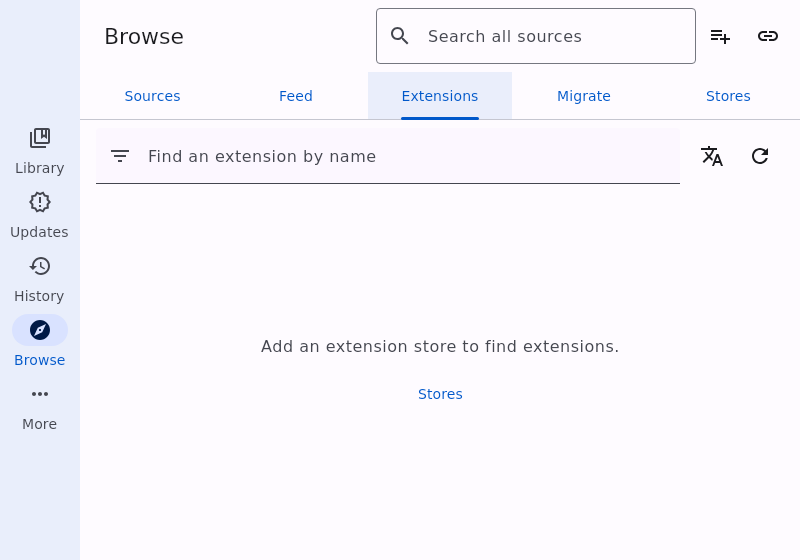 Browse
Search all sources
Sources
Feed
Extensions
Migrate
Stores
Find an extension by name
Library
Updates
History
Browse
More
Add an extension store to find extensions.
Stores